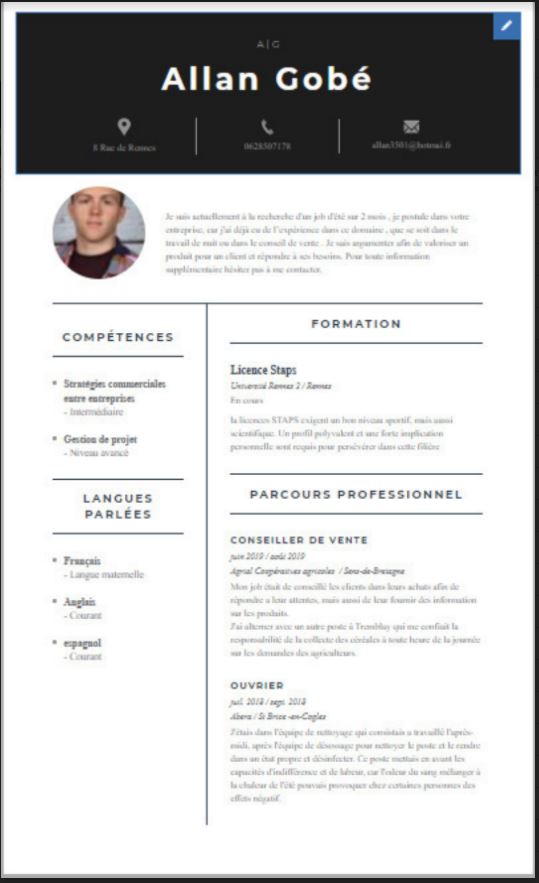 A|G
Allan Gobé
8 Rue de Rennes
0628507178
allan3501@hotmai.fr
Je suis actuellement à la recherche d'un job d'été sur 2 mois , je postule dans votre
entreprise, car j'ai déjà eu de l'expérience dans ce domaine , que se soit dans le
travail de nuit ou dans le conseil de vente . Je sais argumenter afin de valoriser un
produit pour un client et répondre à ses besoins. Pour toute information
supplémentaire hésiter pas à me contacter.
COMPÉTENCES
Stratégies commerciales
entre entreprises
- Intermédiaire
Gestion de projet
- Niveau avancé
LANGUES
PARLÉES
Français
- Langue maternelle
Anglais
- Courant
espagnol
- Courant
FORMATION
Licence Staps
Université Rennes 2 / Rennes
En cours
la licences STAPS exigent un bon niveau sportif, mais aussi
scientifique. Un profil polyvalent et une forte implication
personnelle sont requis pour persévérer dans cette filière
PARCOURS PROFESSIONNEL
CONSEILLER DE VENTE
juin 2019 / août 2019
Agrial Coopératives agricoles / Sens-de-Bretagne
Mon job était de conseillé les clients dans leurs achats afin de
répondre a leur attentes, mais aussi de leur fournir des information
sur les produits.
J'ai alterner avec un autre poste à Tremblay qui me confiait la
responsabilité de la collecte des céréales à toute heure de la journée
sur les demandes des agriculteurs.
OUVRIER
juil. 2018 / sept. 2018
Abera / St Brice -en-Cogles
J'étais dans l'équipe de nettoyage qui consistais a travaillé l'après-
midi, après l'équipe de désossage pour nettoyer le poste et le rendre
dans un état propre et désinfecter. Ce poste mettais en avant les
capacités d'indifférence et de labeur, car l'odeur du sang mélanger à
la chaleur de l'été pouvais provoquer chez certaines personnes des
effets négatif.